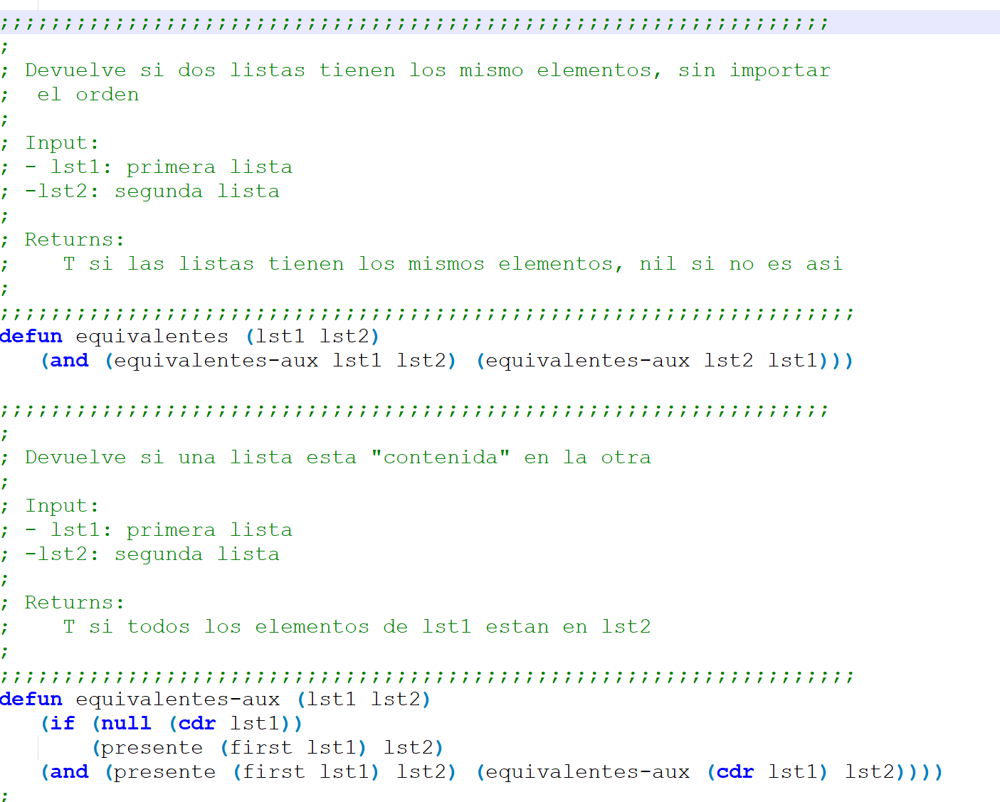 ;;;;;;;;;;;;;;;;;;;;;;;;;;;;;;;;;;;;;;;;;;;;;;;;;;;;;;;;;;;;;;;;;
;
; Devuelve si dos listas tienen los mismo elementos, sin importar
;  el orden
;
; Input:
; - lst1: primera lista
; -lst2: segunda lista
;
; Returns:
;    T si las listas tienen los mismos elementos, nil si no es asi
;
;;;;;;;;;;;;;;;;;;;;;;;;;;;;;;;;;;;;;;;;;;;;;;;;;;;;;;;;;;;;;;;;;;;
defun equivalentes (lst1 lst2)
   (and (equivalentes-aux lst1 lst2) (equivalentes-aux lst2 lst1)))
;;;;;;;;;;;;;;;;;;;;;;;;;;;;;;;;;;;;;;;;;;;;;;;;;;;;;;;;;;;;;;;;;
;
; Devuelve si una lista esta "contenida" en la otra
;
; Input:
; - lst1: primera lista
; -lst2: segunda lista
;
; Returns:
;    T si todos los elementos de lst1 estan en lst2
;
;;;;;;;;;;;;;;;;;;;;;;;;;;;;;;;;;;;;;;;;;;;;;;;;;;;;;;;;;;;;;;;;;;;
defun equivalentes-aux (lst1 lst2)
   (if (null (cdr lst1))
       (presente (first lst1) lst2)
   (and (presente (first lst1) lst2) (equivalentes-aux (cdr lst1) lst2))))
;